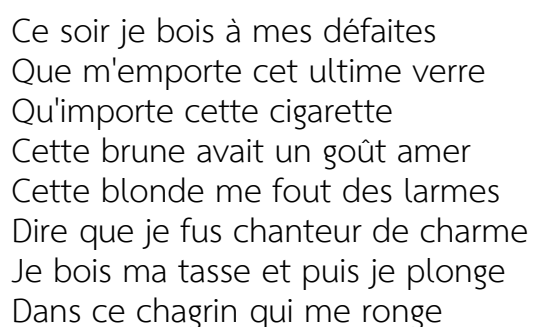 Ce soir je bois à mes défaites
Que m'emporte cet ultime verre
Qu'importe cette cigarette
Cette brune avait un goût amer
Cette blonde me fout des larmes
Dire que je fus chanteur de charme
Je bois ma tasse et puis je plonge
Dans ce chagrin qui me ronge